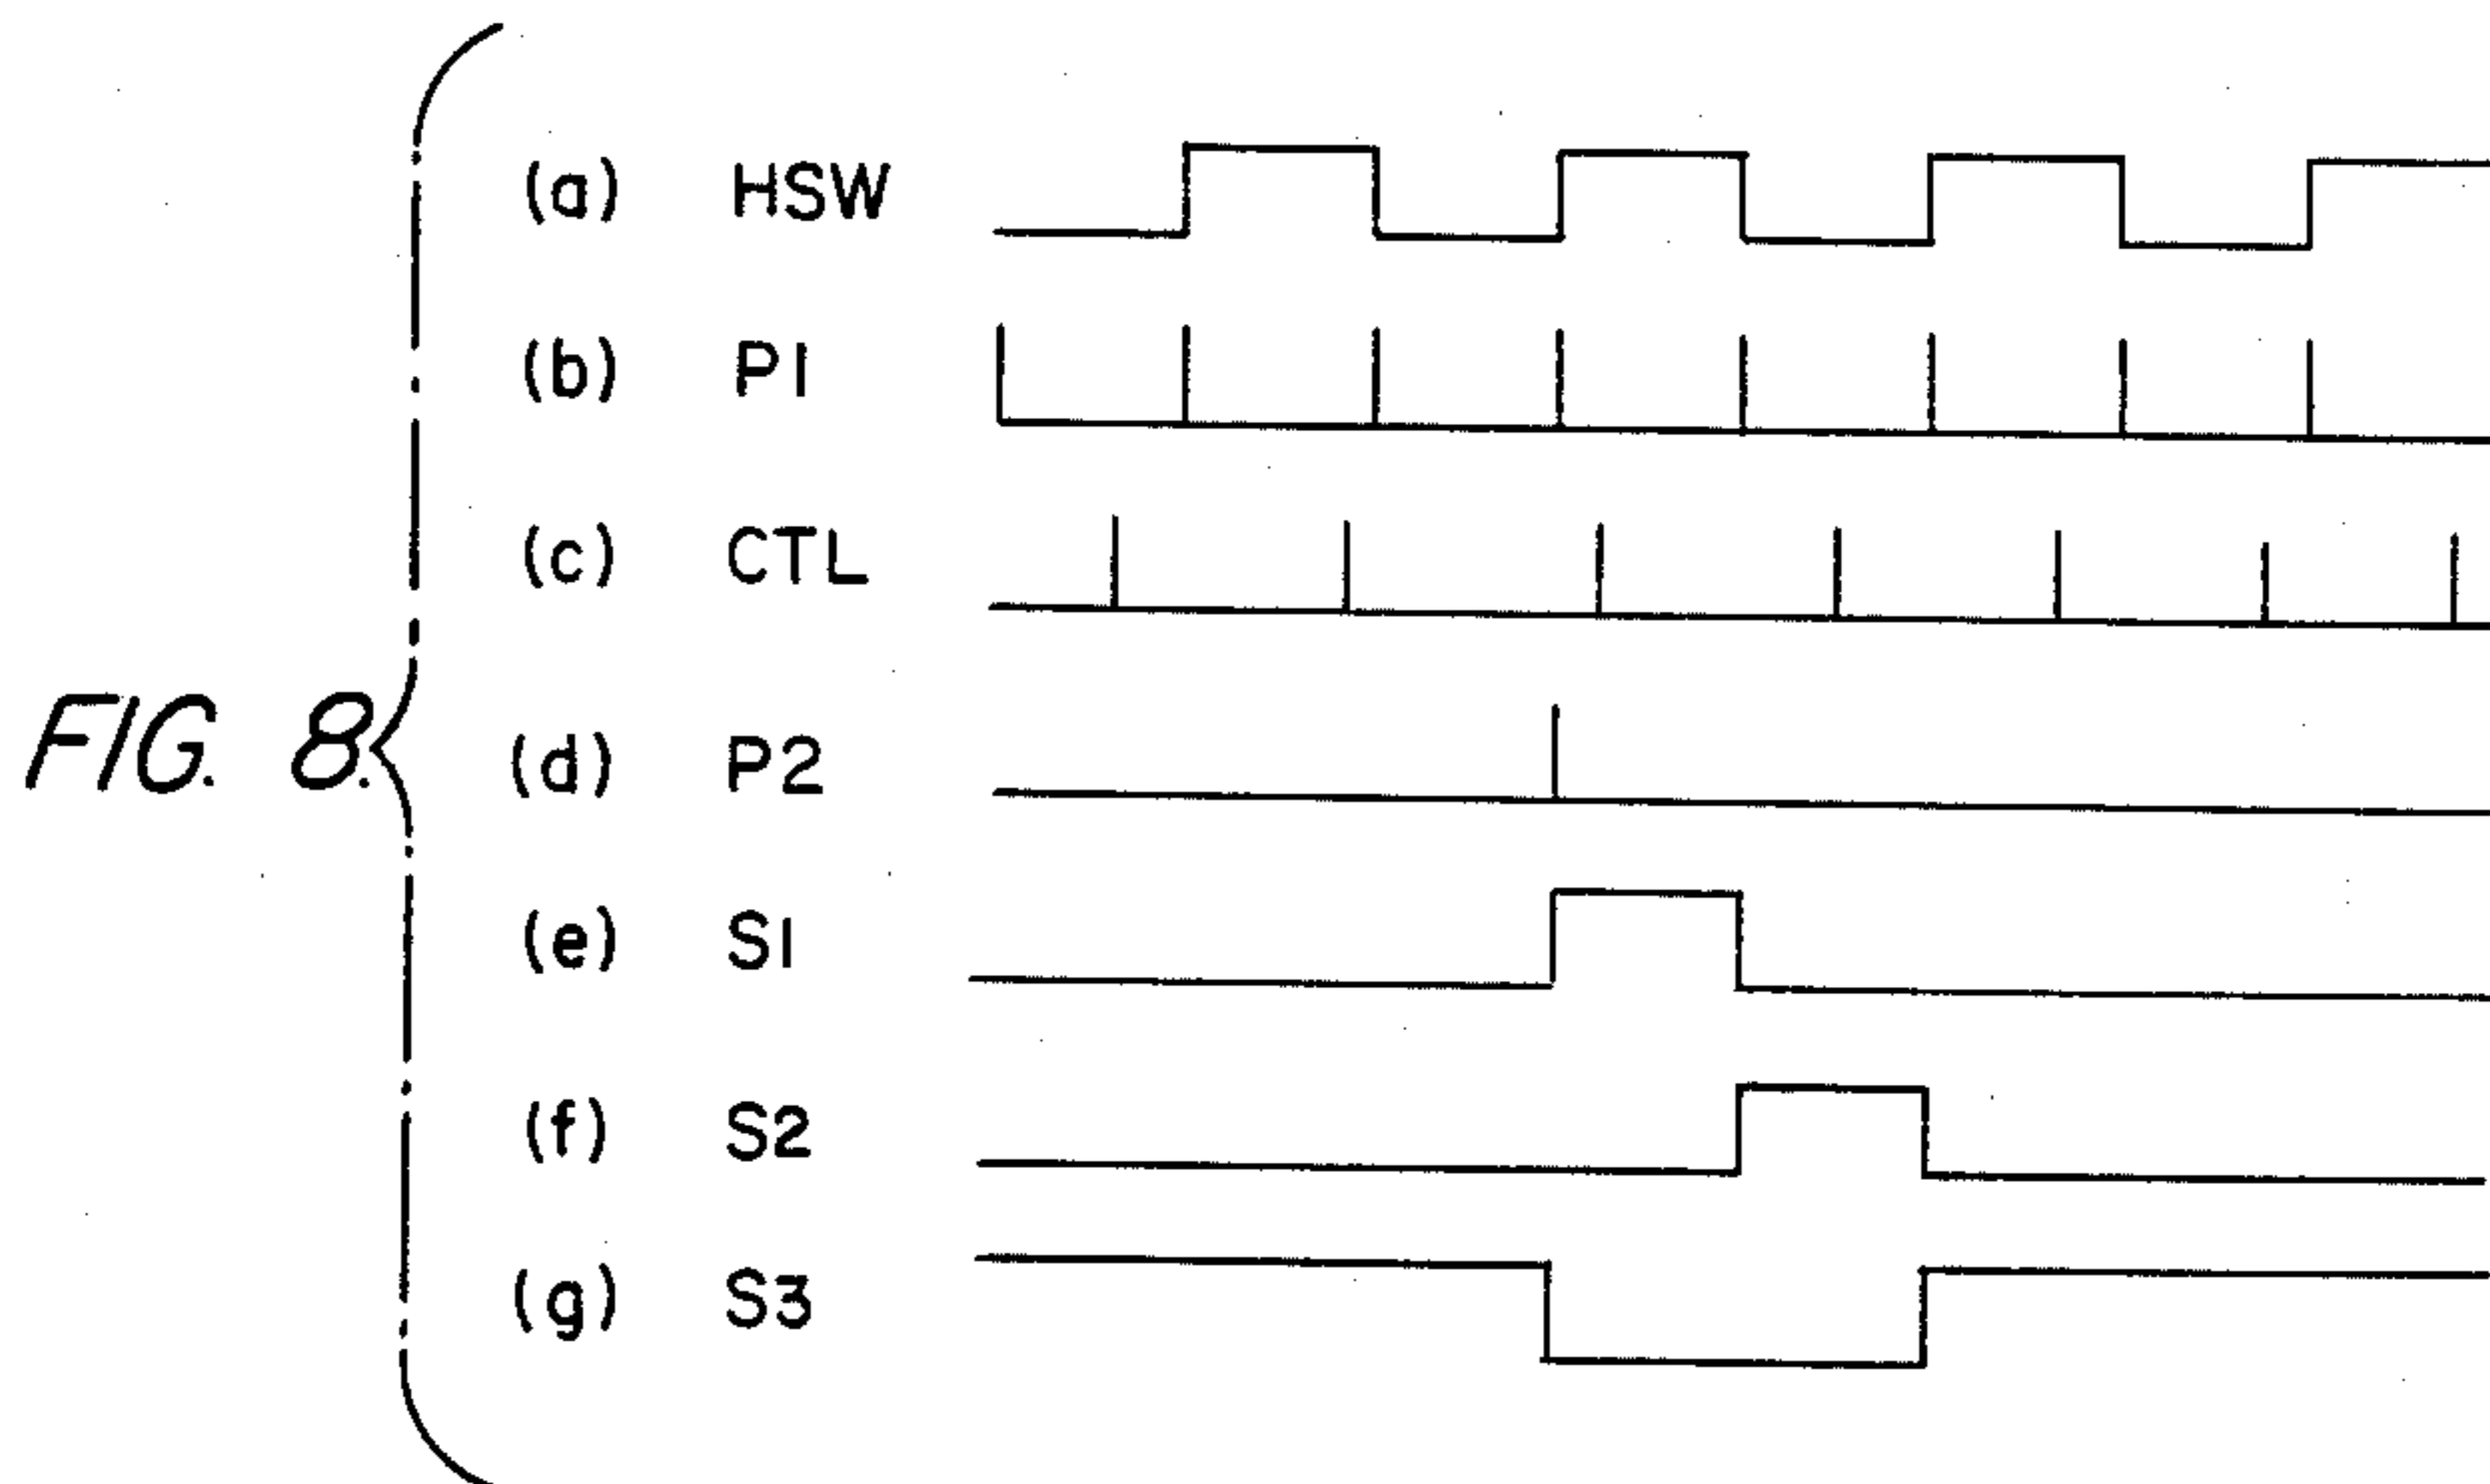 (a) HSW
(b) P1
(c) CTL
FIG. 8.
(d) P2
(e) S1
(f) S2
(g) S3